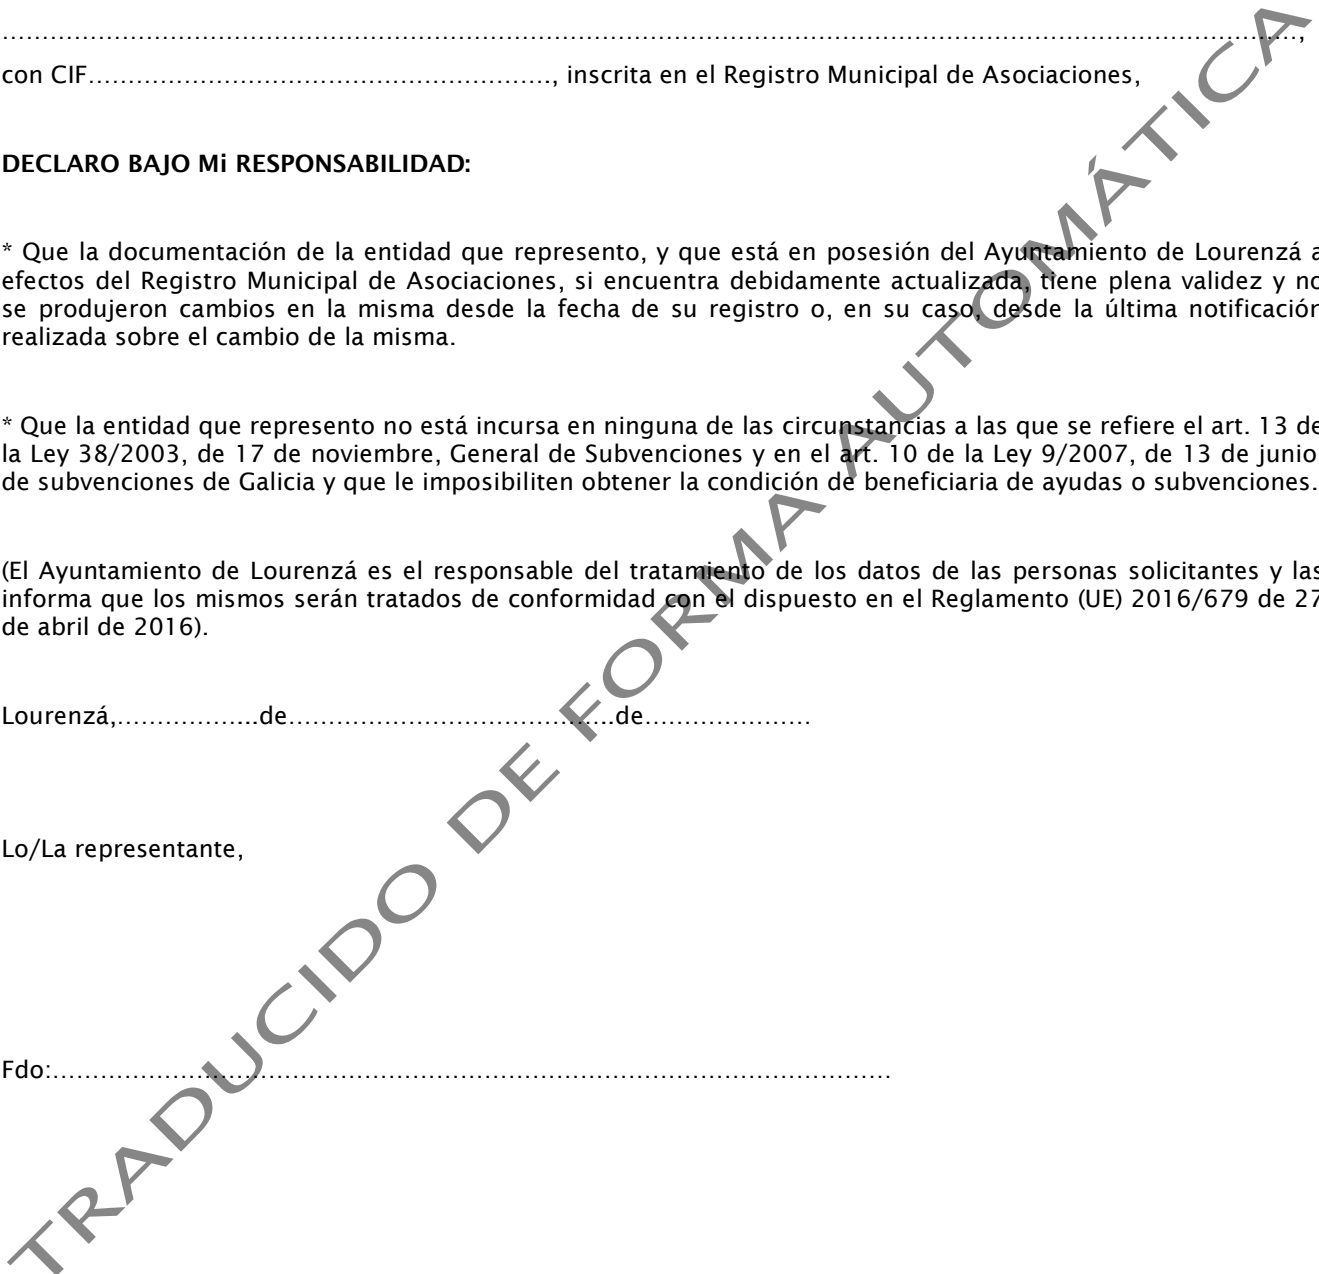 ……………………………………………………………………………………………………………………………………………,
con CIF…………………………………………………., inscrita en el Registro Municipal de Asociaciones,
DECLARO BAJO Mi RESPONSABILIDAD:
* Que la documentación de la entidad que represento, y que está en posesión del Ayuntamiento de Lourenzá a
efectos del Registro Municipal de Asociaciones, si encuentra debidamente actualizada, tiene plena validez y no
se produjeron cambios en la misma desde la fecha de su registro o, en su caso, desde la última notificación
realizada sobre el cambio de la misma.
* Que la entidad que represento no está incursa en ninguna de las circunstancias a las que se refiere el art. 13 de
la Ley 38/2003, de 17 de noviembre, General de Subvenciones y en el art. 10 de la Ley 9/2007, de 13 de junio
de subvenciones de Galicia y que le imposibiliten obtener la condición de beneficiaria de ayudas o subvenciones.
(El Ayuntamiento de Lourenzá es el responsable del tratamiento de los datos de las personas solicitantes y las
informa que los mismos serán tratados de conformidad con el dispuesto en el Reglamento (UE) 2016/679 de 27
de abril de 2016).
Lourenzá,……………...de…………………………………..de…………………
Lo/La representante,
Fdo:……………………………………………………………………………………………
TRADUCIDO DE FORMA AUTOMÁTICA